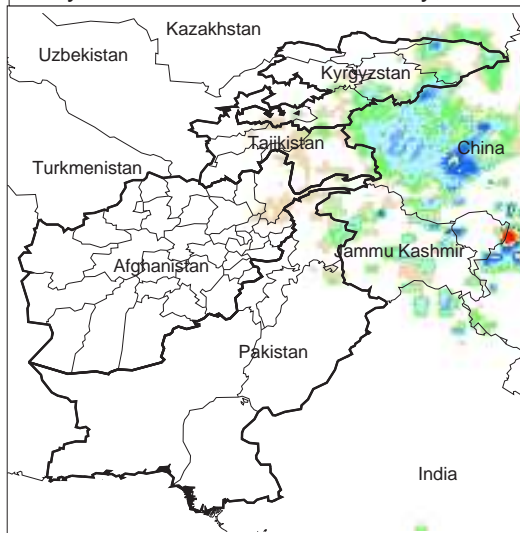 Kazakhstan
Uzbekistan
Kyrgyzstan
China
Tajikistan
Turkmenistan
Jammu Kashmir
Afghanistan
Pakistan
India